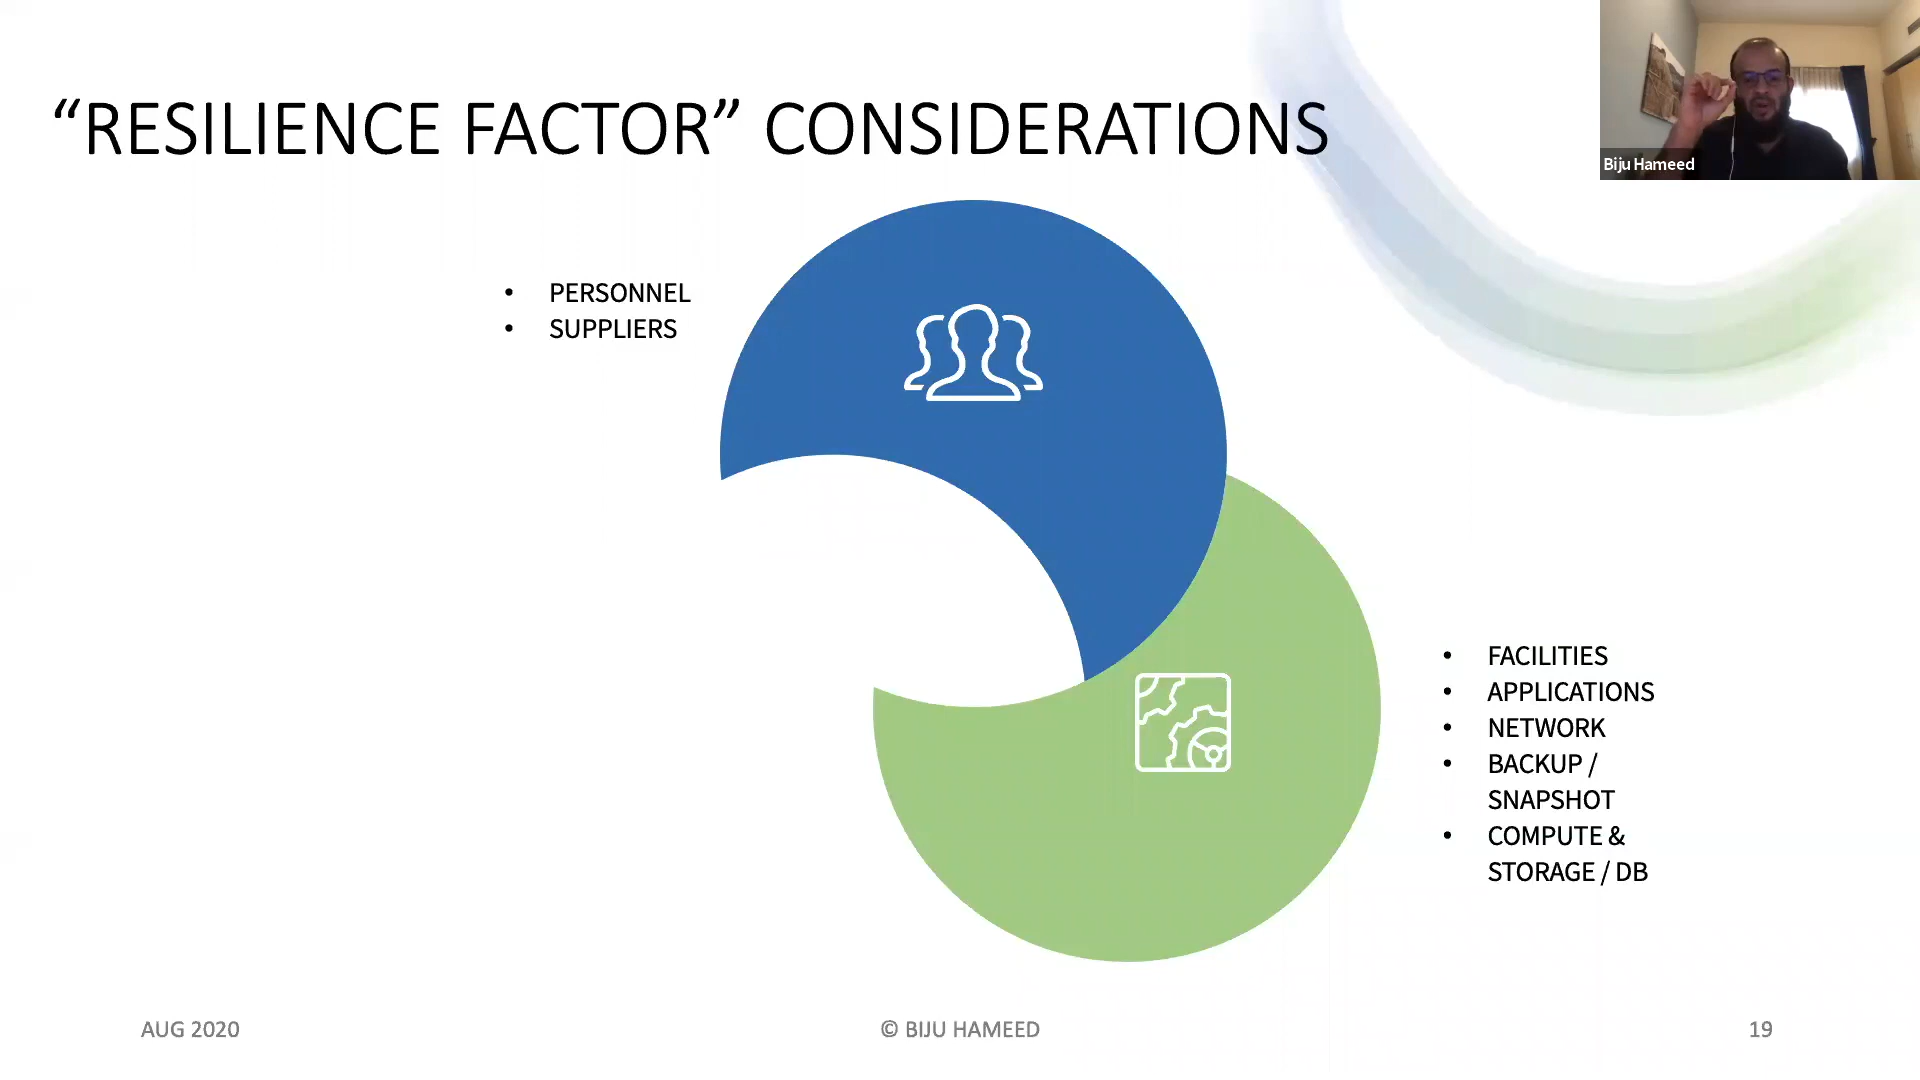 “RESILIENCE FACTOR” CONSIDERATIONS
Biju Hameed
• PERSONNEL
• SUPPLIERS
• FACILITIES
• APPLICATIONS
• NETWORK
• BACKUP /
SNAPSHOT
• COMPUTE &
STORAGE / DB
AUG 2020
© BIJU HAMEED
19